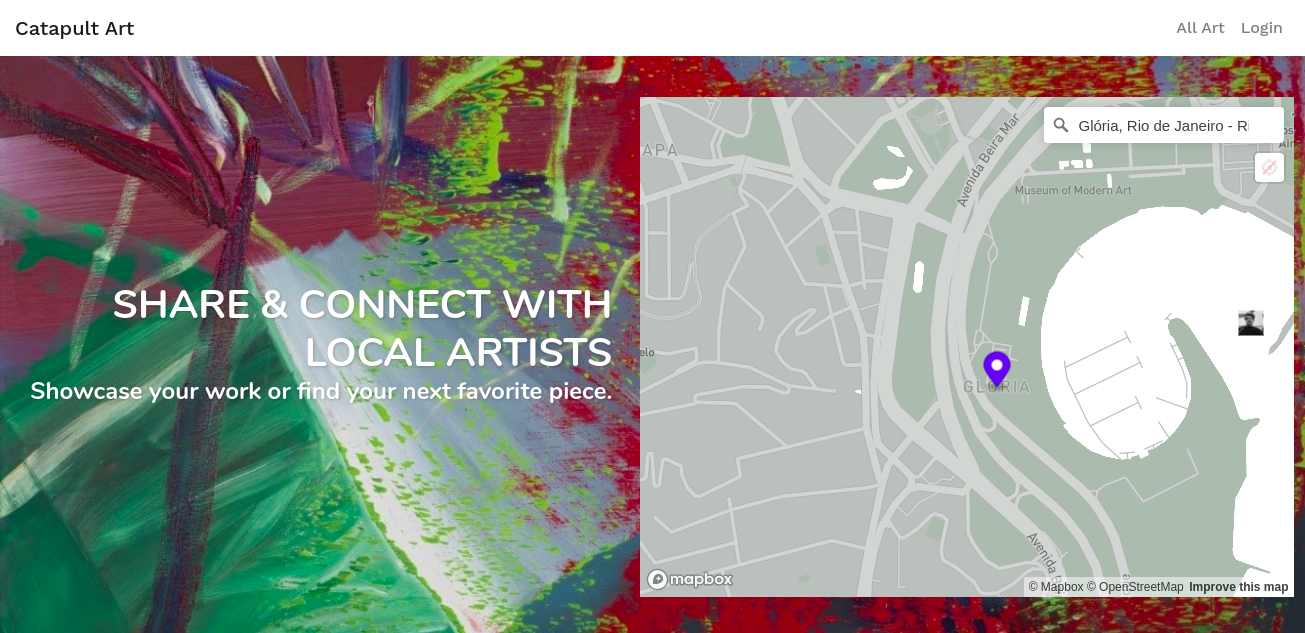 Catapult Art
All Art
Login
SHARE & CONNECT WITH
LOCAL ARTISTS
Showcase your work or find your next favorite piece.
Glória, Rio de Janeiro - Ri
APA
Avenida Beira Mar
Museum of Modern Art
elo
GLÓRIA
Avenida
mapbox
© Mapbox © OpenStreetMap Improve this map